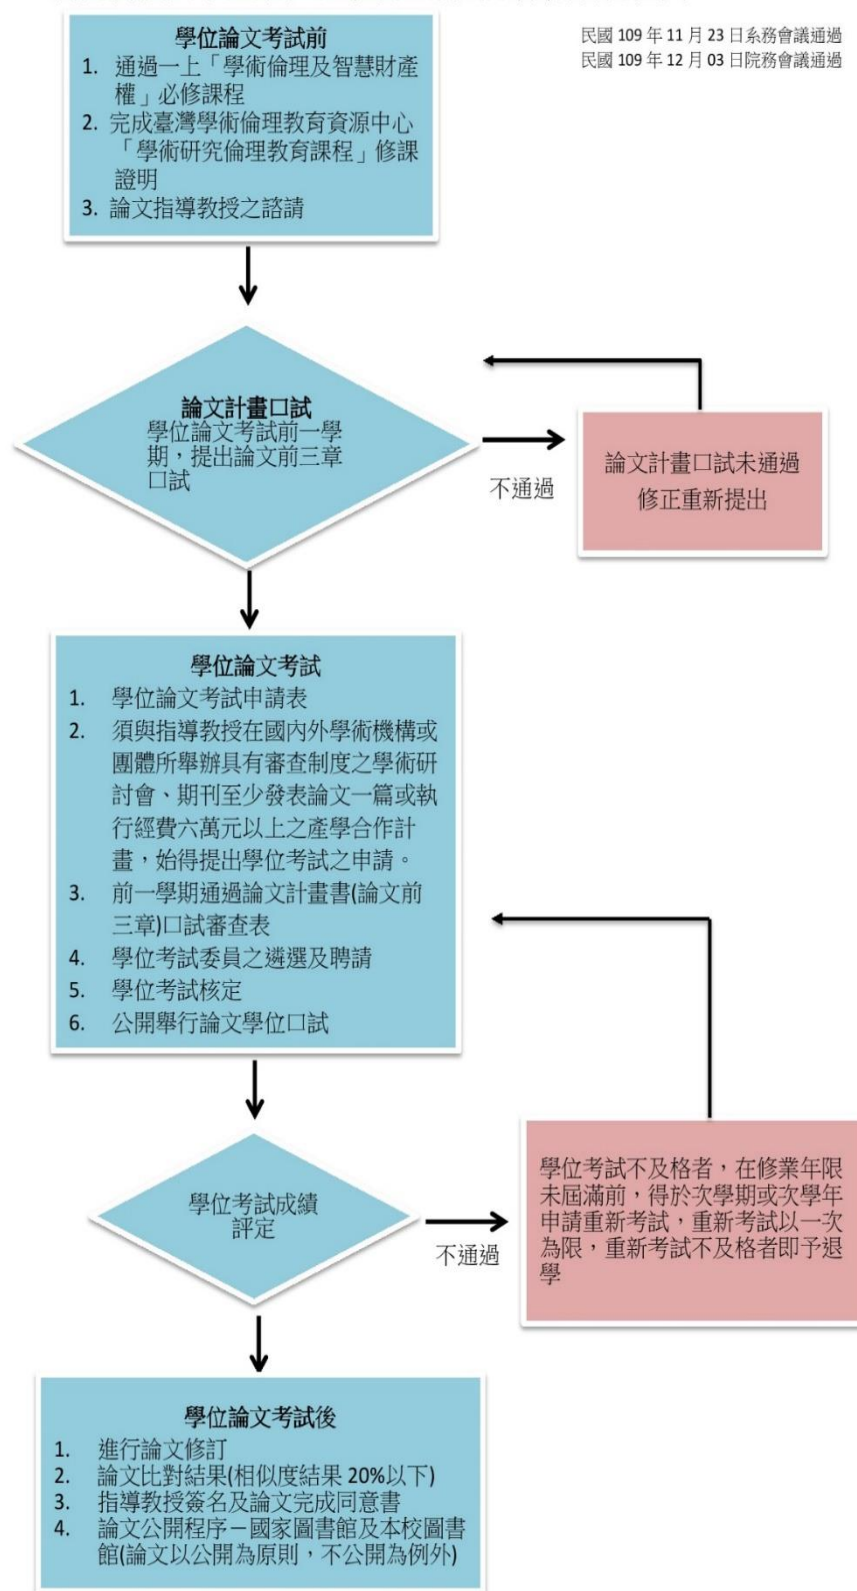 民國 109 年 11 月 23 日系務會議通過
民國 109 年 12 月 03 日院務會議通過
學位論文考試前
1. 通過一上「學術倫理及智慧財產
權」必修課程
2. 完成臺灣學術倫理教育資源中心
「學術研究倫理教育課程」修課
證明
3. 論文指導教授之諮請
論文計畫口試
學位論文考試前一學
期，提出論文前三章
口試
不通過
論文計畫口試未通過
修正重新提出
學位論文考試
1. 學位論文考試申請表
2. 須與指導教授在國內外學術機構或
團體所舉辦具有審查制度之學術研
討會、期刊至少發表論文一篇或執
行經費六萬元以上之產學合作計
畫，始得提出學位考試之申請。
3. 前一學期通過論文計畫書(論文前
三章)口試審查表
4. 學位考試委員之遴選及聘請
5. 學位考試核定
6. 公開舉行論文學位口試
學位考試成績
評定
不通過
學位考試不及格者，在修業年限
未屆滿前，得於次學期或次學年
申請重新考試，重新考試以一次
為限，重新考試不及格者即予退
學
學位論文考試後
1. 進行論文修訂
2. 論文比對結果(相似度結果 20%以下)
3. 指導教授簽名及論文完成同意書
4. 論文公開程序－國家圖書館及本校圖書
館(論文以公開為原則，不公開為例外)